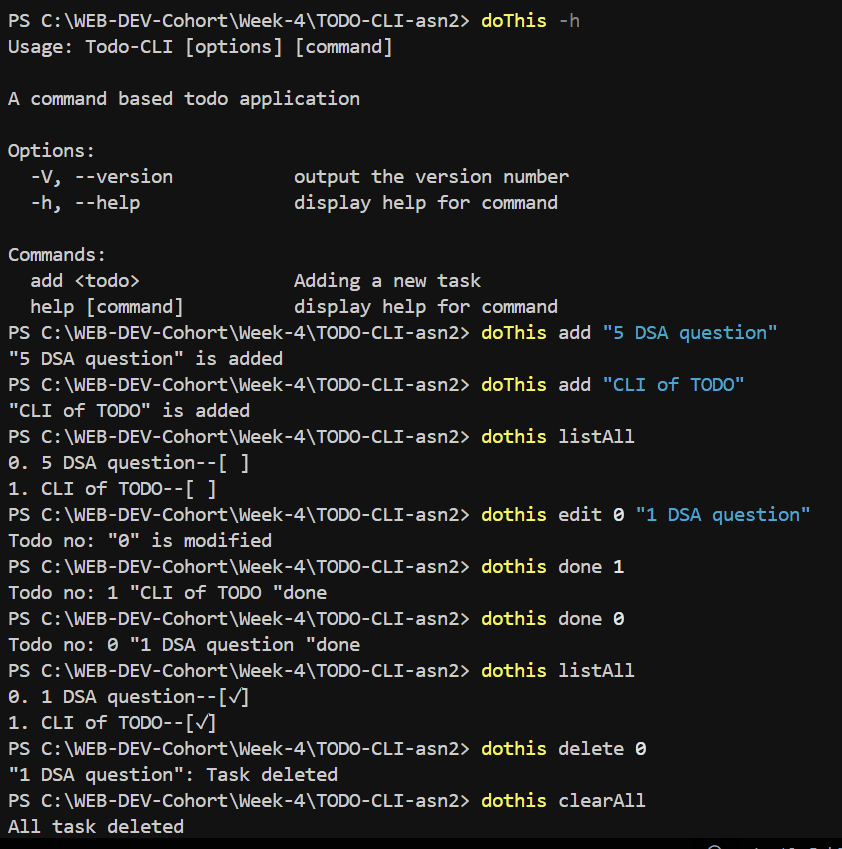 PS C:\WEB-DEV-Cohort\Week-4\TODO-CLI-asn2> doThis -h
Usage: Todo-CLI [options] [command]
A command based todo application
Options:
-V, --version output the version number
-h, --help display help for command
Commands:
add <todo> Adding a new task
help [command] display help for command
PS C:\WEB-DEV-Cohort\Week-4\TODO-CLI-asn2> doThis add "5 DSA question"
"5 DSA question" is added
PS C:\WEB-DEV-Cohort\Week-4\TODO-CLI-asn2> doThis add "CLI of TODO"
"CLI of TODO" is added
PS C:\WEB-DEV-Cohort\Week-4\TODO-CLI-asn2> dothis listAll
0. 5 DSA question--[ ]
1. CLI of TODO--[ ]
PS C:\WEB-DEV-Cohort\Week-4\TODO-CLI-asn2> dothis edit 0 "1 DSA question"
Todo no: "0" is modified
PS C:\WEB-DEV-Cohort\Week-4\TODO-CLI-asn2> dothis done 1
Todo no: 1 "CLI of TODO "done
PS C:\WEB-DEV-Cohort\Week-4\TODO-CLI-asn2> dothis done 0
Todo no: 0 "1 DSA question "done
PS C:\WEB-DEV-Cohort\Week-4\TODO-CLI-asn2> dothis listAll
0. 1 DSA question--[√]
1. CLI of TODO--[√]
PS C:\WEB-DEV-Cohort\Week-4\TODO-CLI-asn2> dothis delete 0
"1 DSA question": Task deleted
PS C:\WEB-DEV-Cohort\Week-4\TODO-CLI-asn2> dothis clearAll
All task deleted